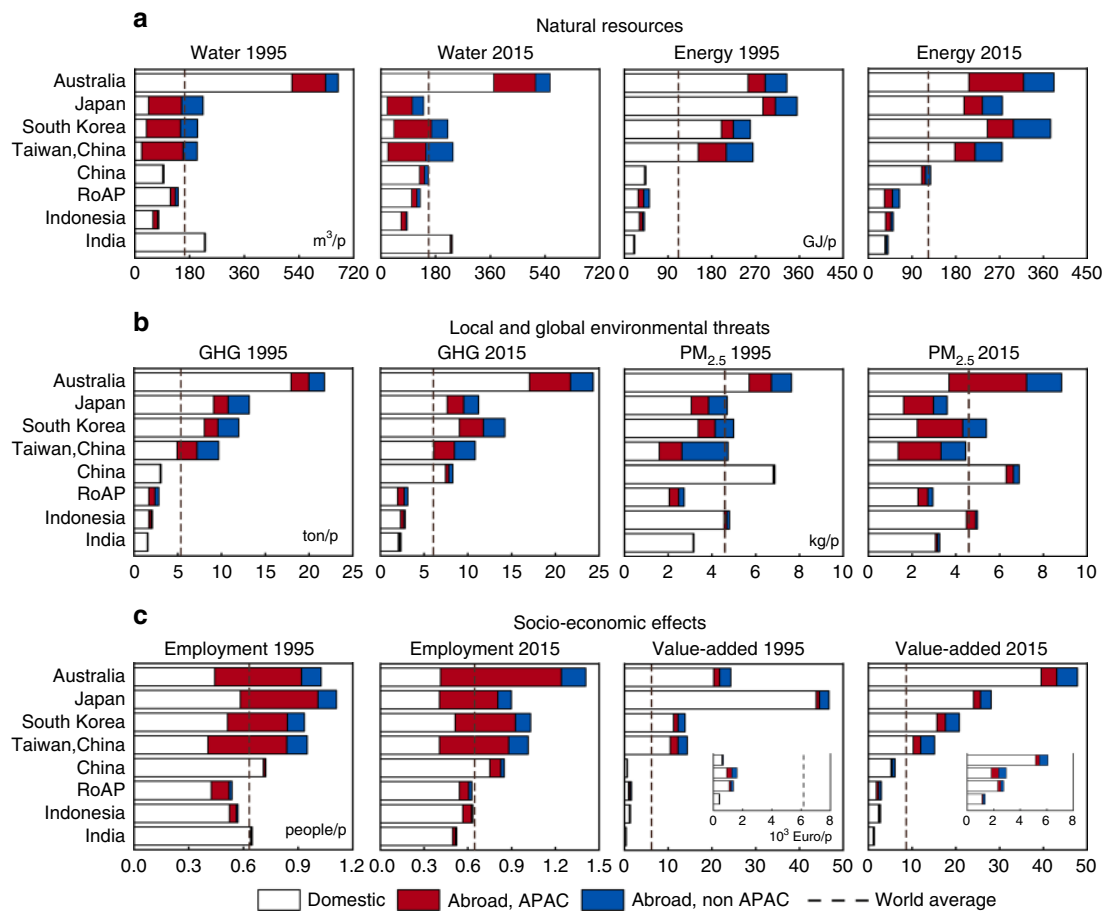 a
Natural resources
Water 1995
Water 2015
Energy 1995
Energy 2015
Australia
Japan
South Korea
Taiwan,China
China
RoAP
Indonesia
India
m³/p
GJ/p
0 180 360 540 720
0 180 360 540 720
0 90 180 270 360
0 90 180 270 360 450
b
Local and global environmental threats
GHG 1995
GHG 2015
PM2.5 1995
PM2.5 2015
Australia
Japan
South Korea
Taiwan,China
China
RoAP
Indonesia
India
ton/p
kg/p
0 5 10 15 20 25
0 5 10 15 20 25
0 2 4 6 8 10
0 2 4 6 8 10
c
Socio-economic effects
Employment 1995
Employment 2015
Value-added 1995
Value-added 2015
Australia
Japan
South Korea
Taiwan,China
China
RoAP
Indonesia
India
people/p
0 2 4 6 8
10³ Euro/p
0 2 4 6 8
0.0 0.3 0.6 0.9 1.2
0.0 0.3 0.6 0.9 1.2 1.5
0 10 20 30 40 50
0 10 20 30 40 50
Domestic
Abroad, APAC
Abroad, non APAC
World average